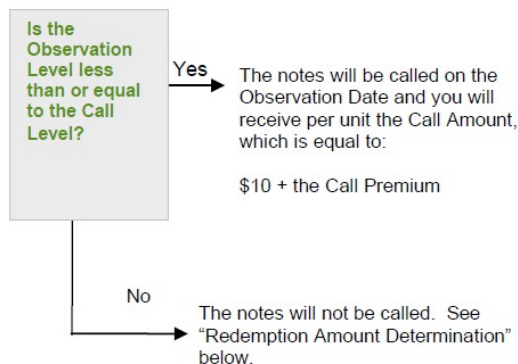 Is the
Observation
Level less
than or equal
to the Call
Level?
Yes
The notes will be called on the
Observation Date and you will
receive per unit the Call Amount,
which is equal to:
$10 + the Call Premium
No
The notes will not be called.  See
“Redemption Amount Determination”
below.